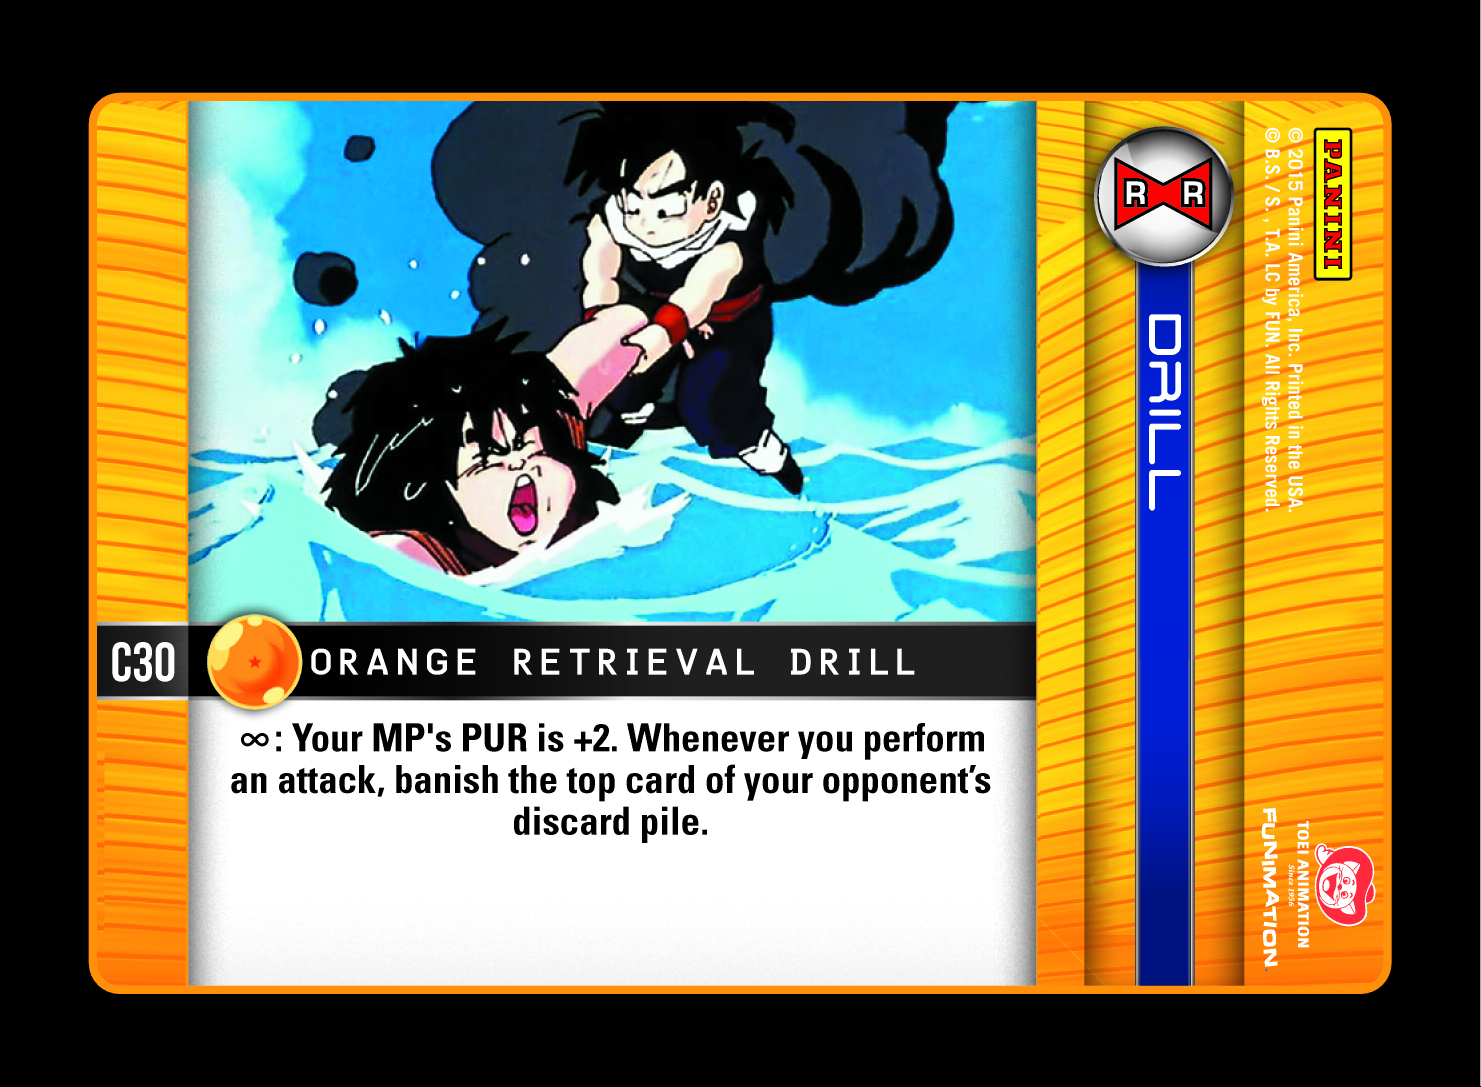 C30
ORANGE RETRIEVAL DRILL
∞: Your MP's PUR is +2. Whenever you perform
an attack, banish the top card of your opponent’s
discard pile.
R R
DRILL
PANINI
© 2015 Panini America, Inc. Printed in the USA.
© B.S./ S. , T.A. LC by FUN. All Rights Reserved.
TOEI ANIMATION
Since 1956
FUNIMATION